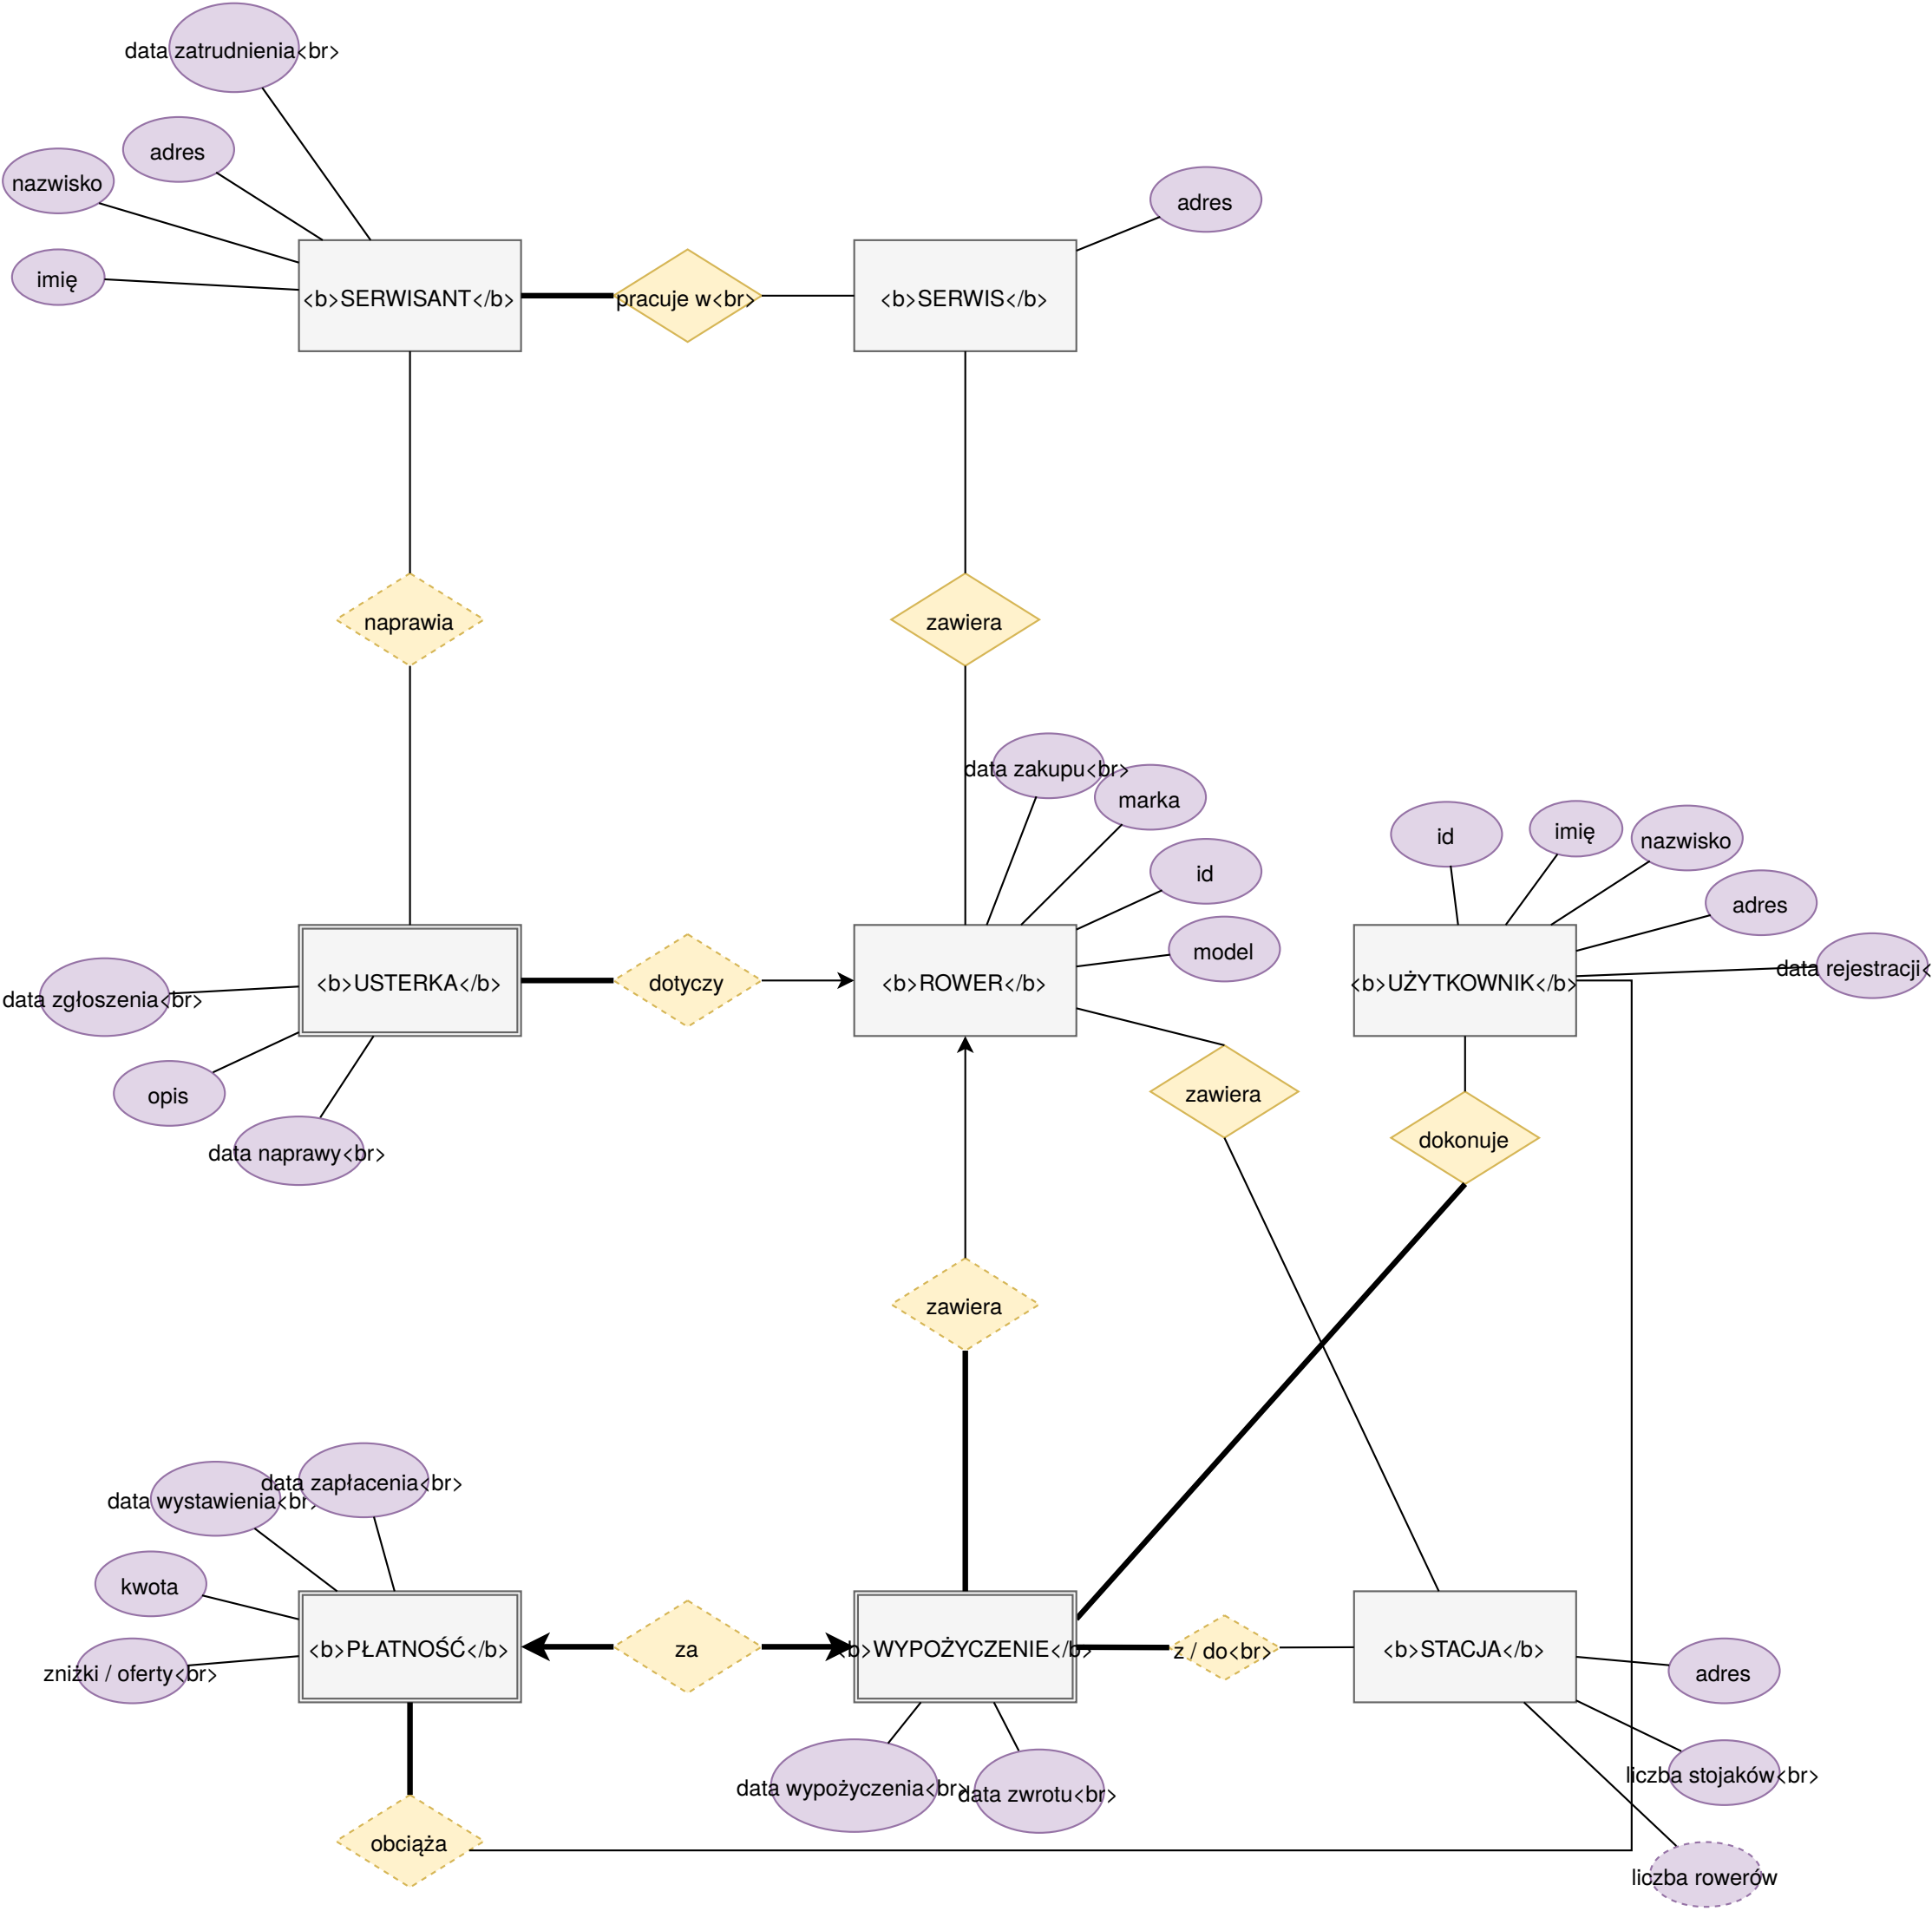 data zatrudnienia<br>
adres
nazwisko
adres
imię
<b>SERWISANT</b>
pracuje w<br>
<b>SERWIS</b>
naprawia
zawiera
data zakupu<br>
marka
id
imię
nazwisko
id
adres
model
data rejestracji<
<b>USTERKA</b>
dotyczy
<b>ROWER</b>
<b>UŻYTKOWNIK</b>
data zgłoszenia<br>
opis
zawiera
dokonuje
data naprawy<br>
zawiera
data zapłacenia<br>
data wystawienia<br>
kwota
<b>PŁATNOŚĆ</b>
za
<b>WYPOŻYCZENIE</b>
z / do<br>
<b>STACJA</b>
zniżki / oferty<br>
adres
data wypożyczenia<br>
data zwrotu<br>
liczba stojaków<br>
obciąża
liczba rowerów